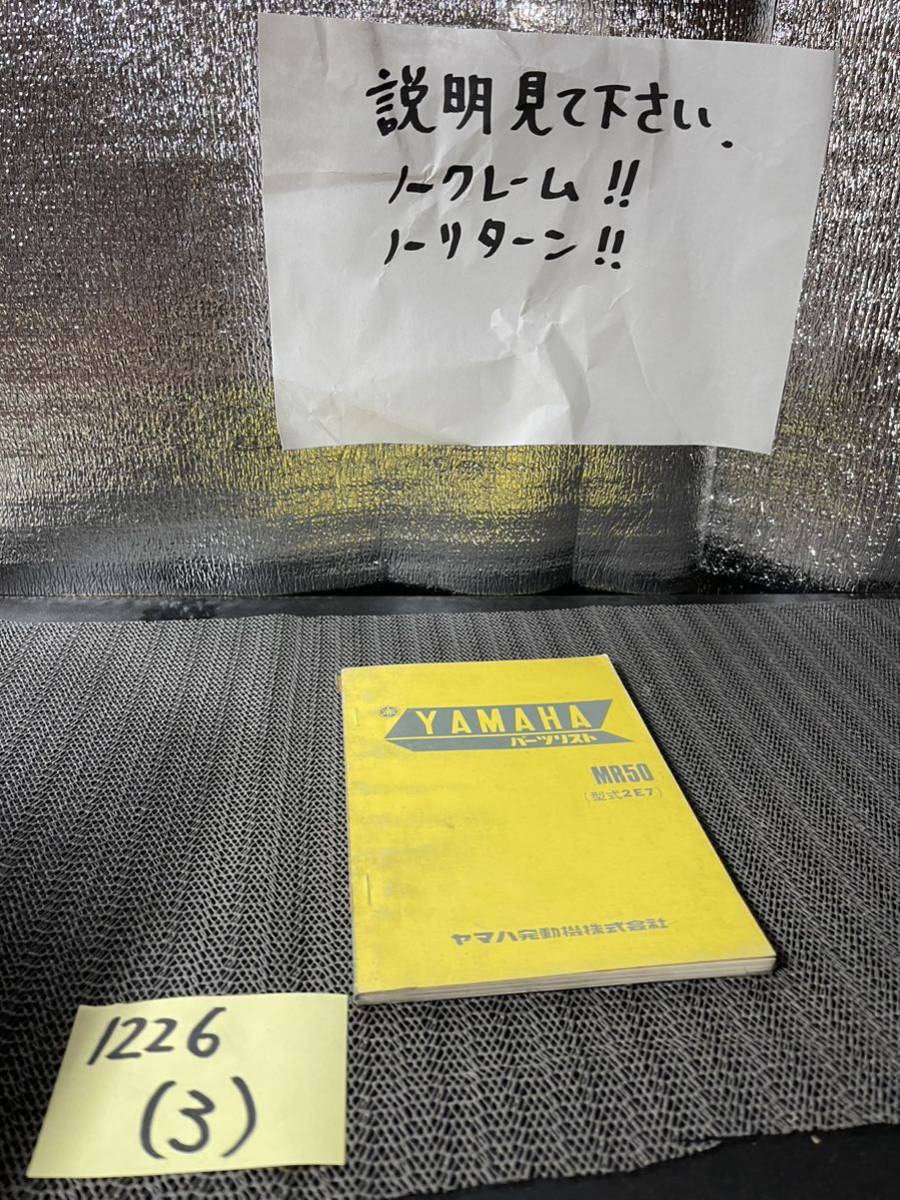 説明見て下さい.
ノークレーム!!
ノーリターン!!
YAMAHA
パーツリスト
MR50
(型式2E7)
ヤマハ発動機株式会社
1226
(3)